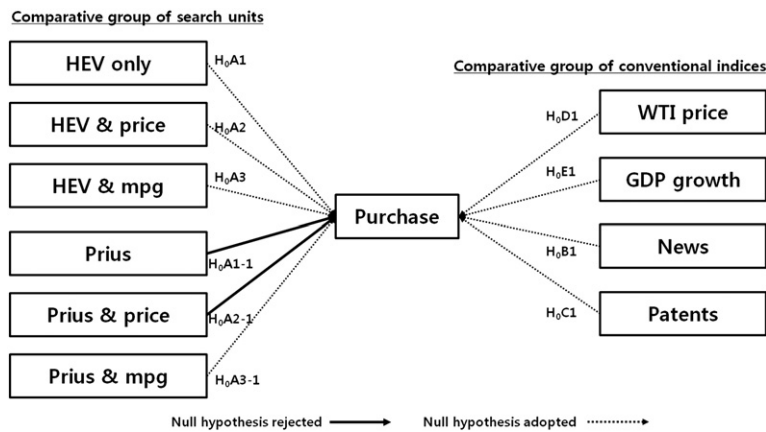 Comparative group of search units
HEV only
H₀A1
HEV & price
H₀A2
HEV & mpg
H₀A3
Prius
H₀A1-1
Prius & price
H₀A2-1
Prius & mpg
H₀A3-1
Purchase
Comparative group of conventional indices
WTI price
H₀D1
GDP growth
H₀E1
News
H₀B1
Patents
H₀C1
Null hypothesis rejected
Null hypothesis adopted